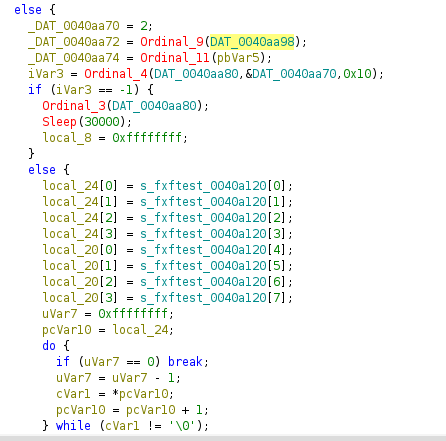 else {
_DAT_0040aa70 = 2;
_DAT_0040aa72 = Ordinal_9(DAT_0040aa98);
_DAT_0040aa74 = Ordinal_11(pbVar5);
iVar3 = Ordinal_4(DAT_0040aa80,&DAT_0040aa70,0x10);
if (iVar3 == -1) {
Ordinal_3(DAT_0040aa80);
Sleep(30000);
local_8 = 0xffffffff;
}
else {
local_24[0] = s_fxftest_0040a120[0];
local_24[1] = s_fxftest_0040a120[1];
local_24[2] = s_fxftest_0040a120[2];
local_24[3] = s_fxftest_0040a120[3];
local_20[0] = s_fxftest_0040a120[4];
local_20[1] = s_fxftest_0040a120[5];
local_20[2] = s_fxftest_0040a120[6];
local_20[3] = s_fxftest_0040a120[7];
uVar7 = 0xffffffff;
pcVar10 = local_24;
do {
if (uVar7 == 0) break;
uVar7 = uVar7 - 1;
cVar1 = *pcVar10;
pcVar10 = pcVar10 + 1;
} while (cVar1 != '\0');